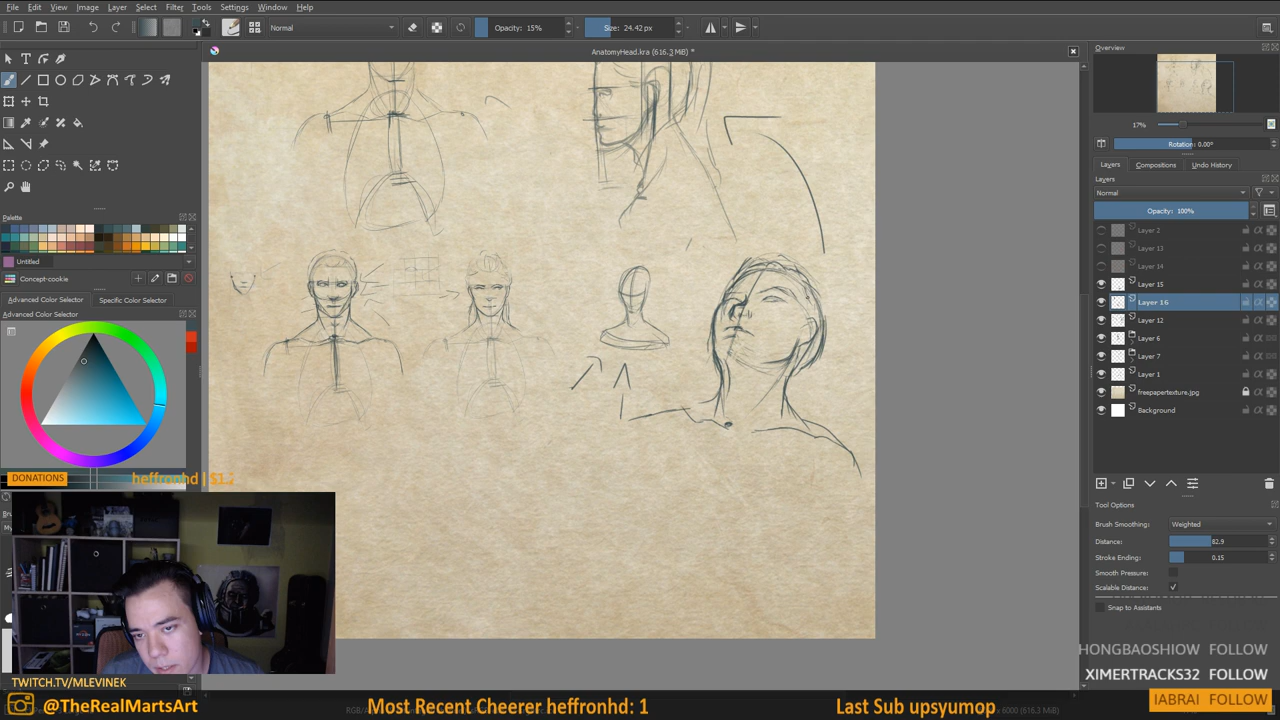 File Edit View Image Layer Select Filter Tools Settings Window Help
Normal
Opacity: 15%
Size: 24.42 px
AnatomyHead.kra (616.3 MiB) *
Overview
17%
Rotation: 0.00°
Layers Compositions Undo History
Layers
Normal
Opacity: 100%
Layer 2
Layer 13
Layer 14
Layer 15
Layer 16
Layer 12
Layer 6
Layer 7
Layer 1
freepapertexture.jpg
Background
Tool Options
Brush Smoothing: Weighted
Distance: 82.9
Stroke Ending: 0.15
Smooth Pressure:
Scalable Distance:
Snap to Assistants
Palette
Untitled
Concept-cookie
Advanced Color Selector Specific Color Selector
Advanced Color Selector
DONATIONS
heffronhd | $1.2
TWITCH.TV/MLEVINEK
@TheRealMartsArt
Most Recent Cheerer heffronhd: 1
Last Sub upsyumop
HONGBAOSHIOW FOLLOW
XIMERTRACKS32 FOLLOW
IABRAI FOLLOW